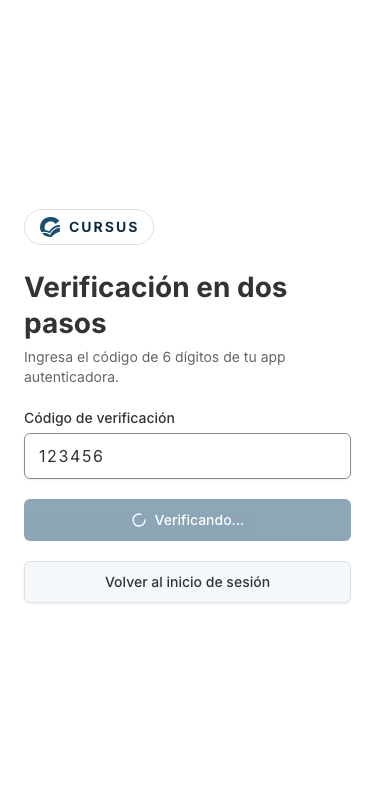 CURSUS
Verificación en dos
pasos
Ingresa el código de 6 dígitos de tu app
autenticadora.
Código de verificación
123456
Verificando...
Volver al inicio de sesión